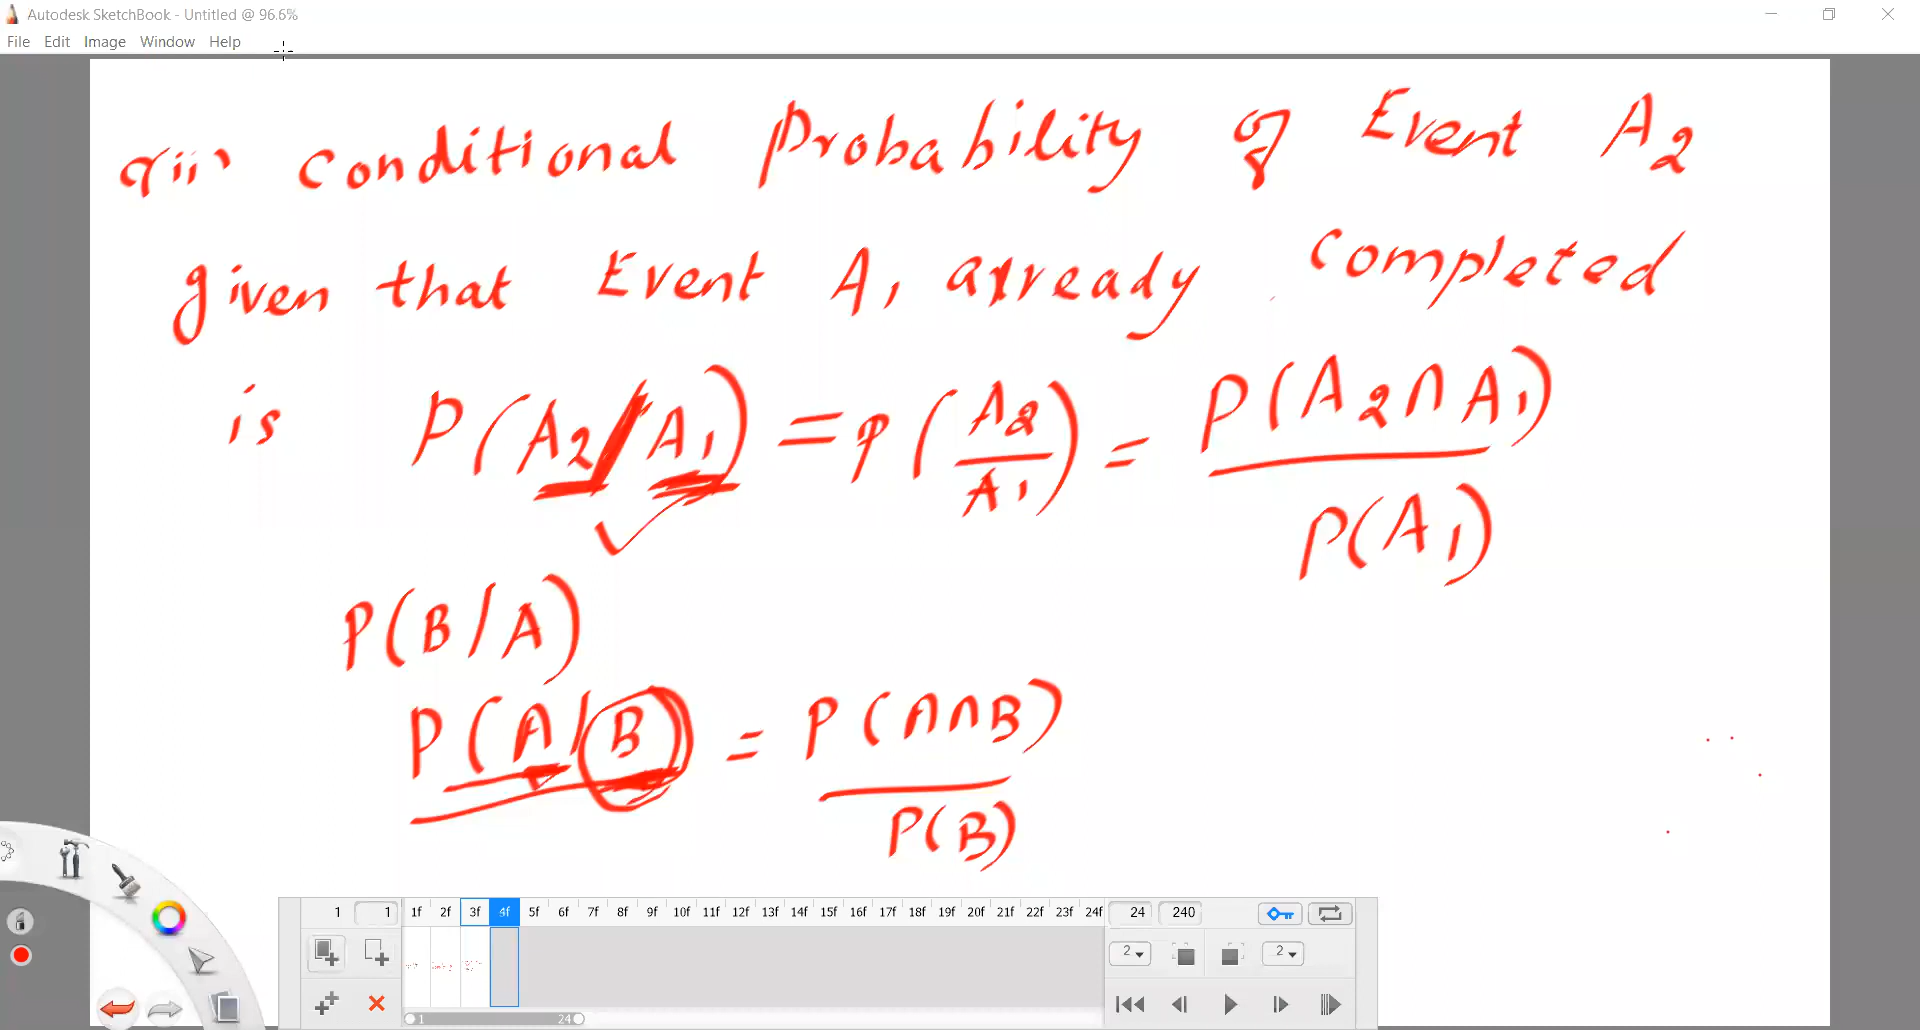 Autodesk SketchBook - Untitled @ 96.6%
File Edit Image Window Help
(iii) conditional Probability of Event A2
given that Event A1 already completed
is P(A2/A1) = P(A2/A1) = P(A2∩A1)/P(A1)
P(B/A)
P(A/B) = P(A∩B)/P(B)
1 1 1f 2f 3f 4f 5f 6f 7f 8f 9f 10f 11f 12f 13f 14f 15f 16f 17f 18f 19f 20f 21f 22f 23f 24f 24 240
2 2
1 24